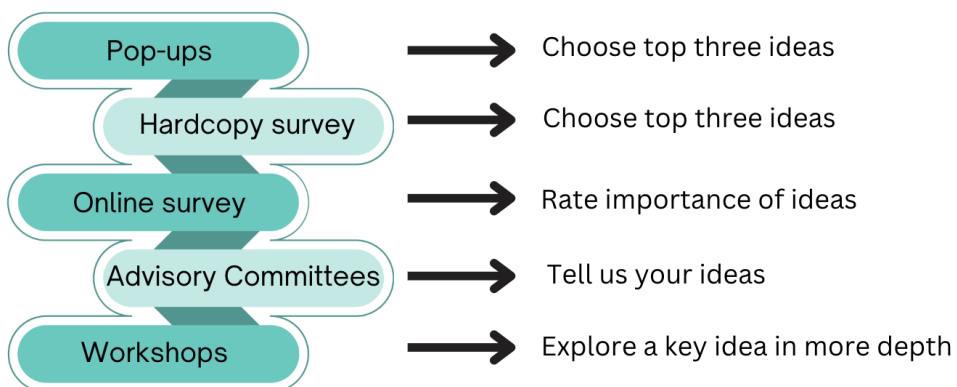 Pop-ups
Choose top three ideas
Hardcopy survey
Choose top three ideas
Online survey
Rate importance of ideas
Advisory Committees
Tell us your ideas
Workshops
Explore a key idea in more depth